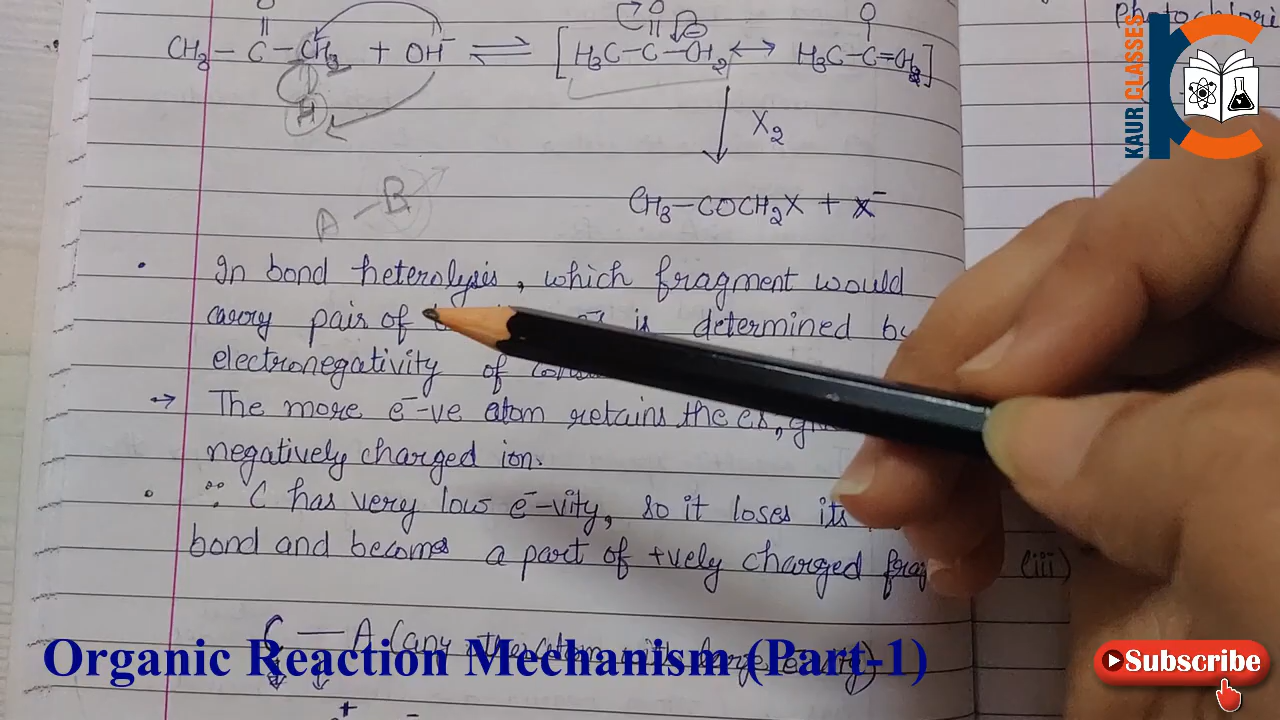 O O O
CH3 – C – CH3 + OH⁻ ⇌ [H3C – C – CH2 ↔ H3C – C = CH2]
H
X2
A – B
CH3 – COCH2X + X⁻
• In bond heterolysis, which fragment would
carry pair of is determined by
electronegativity of
→ The more e⁻-ve atom retains the es,
negatively charged ion.
• ∵ C has very low e⁻-vity, so it loses its
bond and becomes a part of +vely charged
(iii)
C — A (any
+ –
Organic Reaction Mechanism (Part-1)
KAUR CLASSES
Subscribe